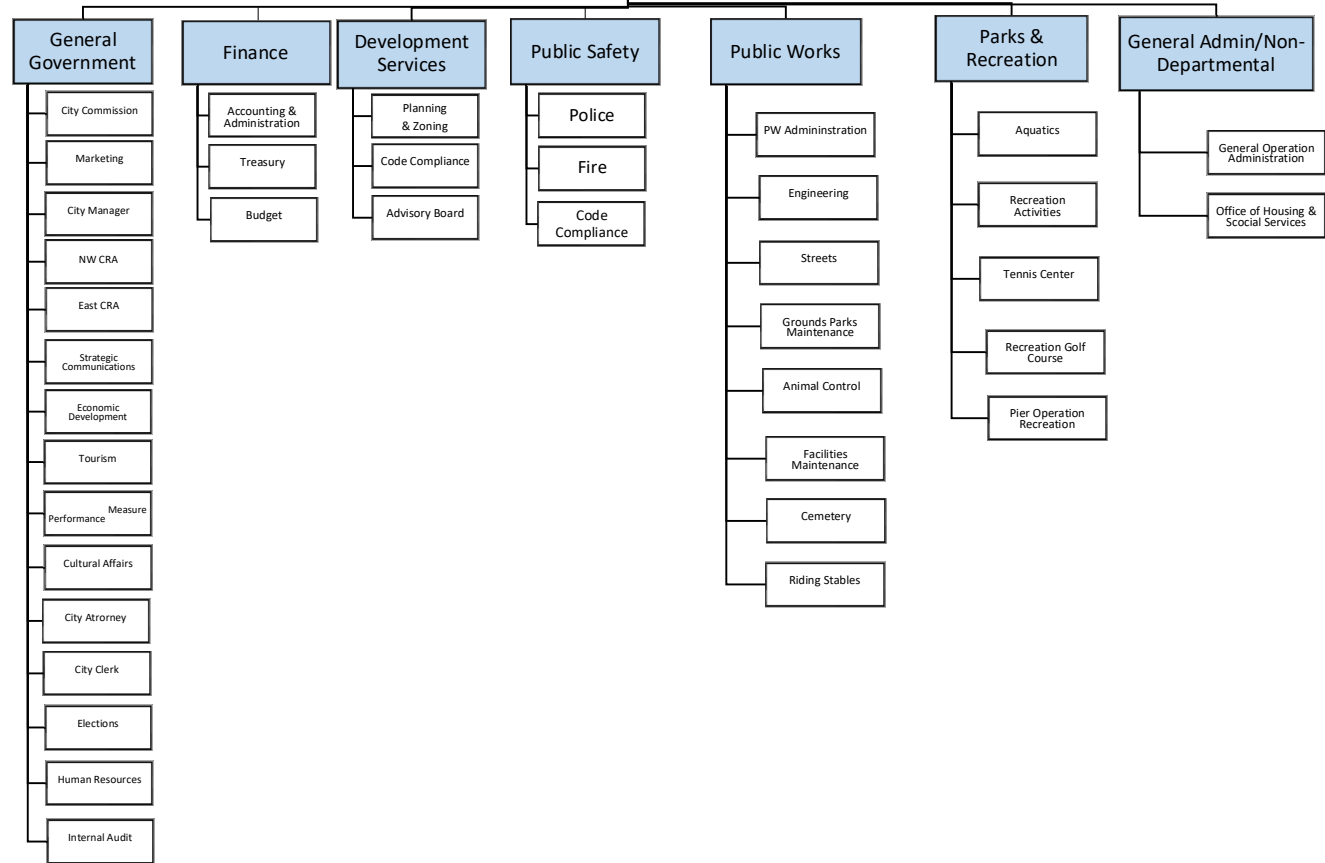 General
Government
City Commission
Marketing
City Manager
NW CRA
East CRA
Strategic
Communications
Economic
Development
Tourism
Measure
Performance
Cultural Affairs
City Atrorney
City Clerk
Elections
Human Resources
Internal Audit
Finance
Accounting &
Administration
Treasury
Budget
Development
Services
Planning
& Zoning
Code Compliance
Advisory Board
Public Safety
Police
Fire
Code
Compliance
Public Works
PW Admininstration
Engineering
Streets
Grounds Parks
Maintenance
Animal Control
Facilities
Maintenance
Cemetery
Riding Stables
Parks &
Recreation
Aquatics
Recreation
Activities
Tennis Center
Recreation Golf
Course
Pier Operation
Recreation
General Admin/Non-
Departmental
General Operation
Administration
Office of Housing &
Scocial Services